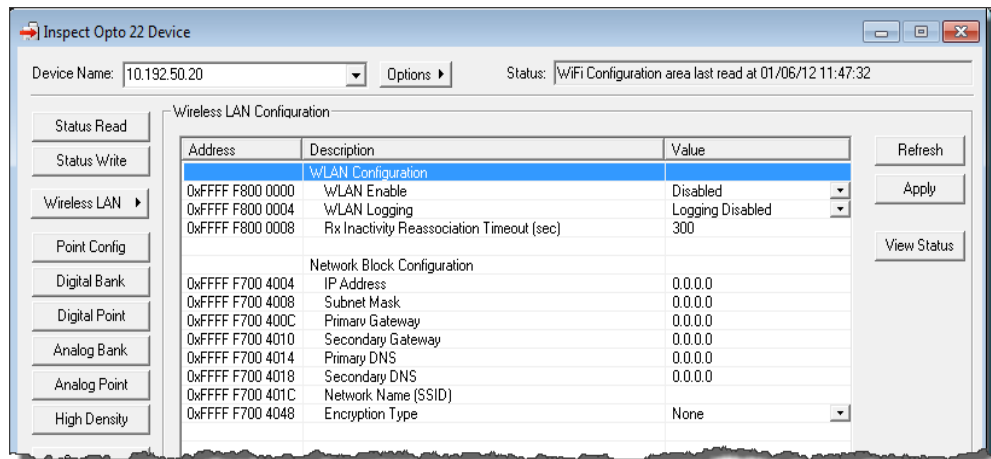 Inspect Opto 22 Device
Device Name: 10.192.50.20 Options Status: WiFi Configuration area last read at 01/06/12 11:47:32
Status Read
Status Write
Wireless LAN
Point Config
Digital Bank
Digital Point
Analog Bank
Analog Point
High Density
Wireless LAN Configuration
Address Description Value
WLAN Configuration
0xFFFF F800 0000 WLAN Enable Disabled
0xFFFF F800 0004 WLAN Logging Logging Disabled
0xFFFF F800 0008 Rx Inactivity Reassociation Timeout (sec) 300
Network Block Configuration
0xFFFF F700 4004 IP Address 0.0.0.0
0xFFFF F700 4008 Subnet Mask 0.0.0.0
0xFFFF F700 400C Primary Gateway 0.0.0.0
0xFFFF F700 4010 Secondary Gateway 0.0.0.0
0xFFFF F700 4014 Primary DNS 0.0.0.0
0xFFFF F700 4018 Secondary DNS 0.0.0.0
0xFFFF F700 401C Network Name (SSID)
0xFFFF F700 4048 Encryption Type None
Refresh
Apply
View Status